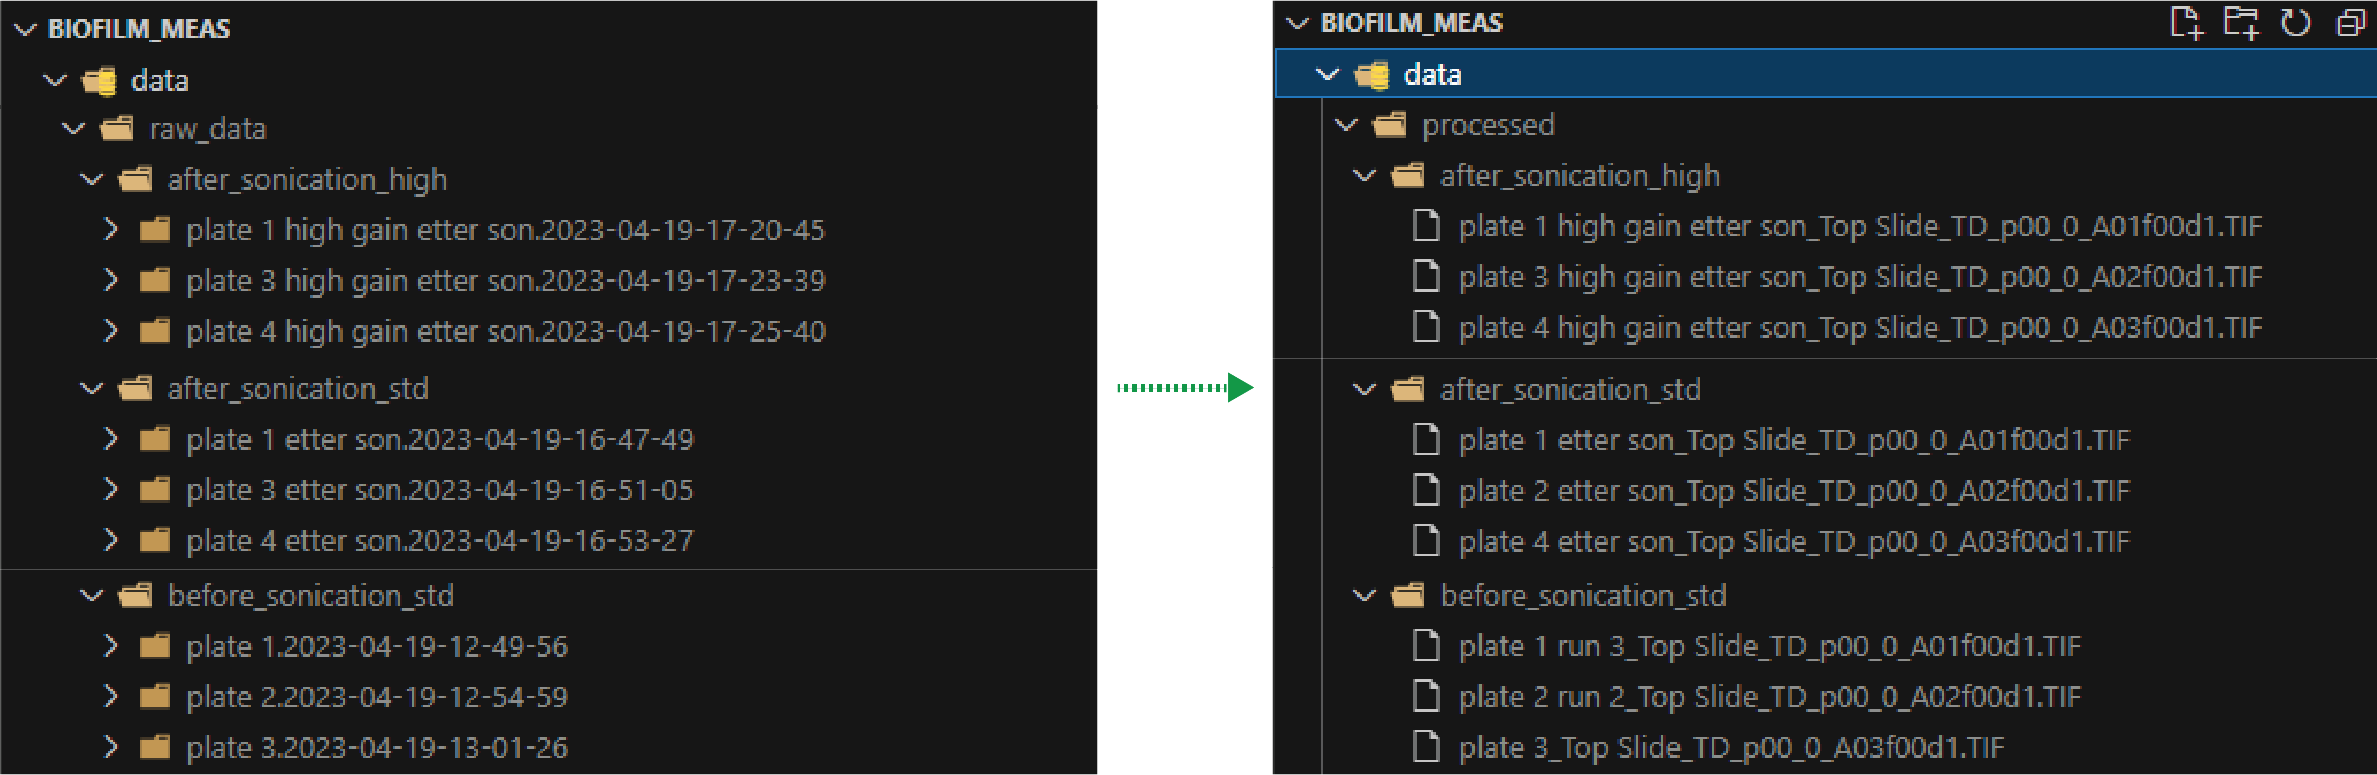 BIOFILM_MEAS
data
raw_data
after_sonication_high
plate 1 high gain etter son.2023-04-19-17-20-45
plate 3 high gain etter son.2023-04-19-17-23-39
plate 4 high gain etter son.2023-04-19-17-25-40
after_sonication_std
plate 1 etter son.2023-04-19-16-47-49
plate 3 etter son.2023-04-19-16-51-05
plate 4 etter son.2023-04-19-16-53-27
before_sonication_std
plate 1.2023-04-19-12-49-56
plate 2.2023-04-19-12-54-59
plate 3.2023-04-19-13-01-26
BIOFILM_MEAS
data
processed
after_sonication_high
plate 1 high gain etter son_Top Slide_TD_p00_0_A01f00d1.TIF
plate 3 high gain etter son_Top Slide_TD_p00_0_A02f00d1.TIF
plate 4 high gain etter son_Top Slide_TD_p00_0_A03f00d1.TIF
after_sonication_std
plate 1 etter son_Top Slide_TD_p00_0_A01f00d1.TIF
plate 2 etter son_Top Slide_TD_p00_0_A02f00d1.TIF
plate 4 etter son_Top Slide_TD_p00_0_A03f00d1.TIF
before_sonication_std
plate 1 run 3_Top Slide_TD_p00_0_A01f00d1.TIF
plate 2 run 2_Top Slide_TD_p00_0_A02f00d1.TIF
plate 3_Top Slide_TD_p00_0_A03f00d1.TIF